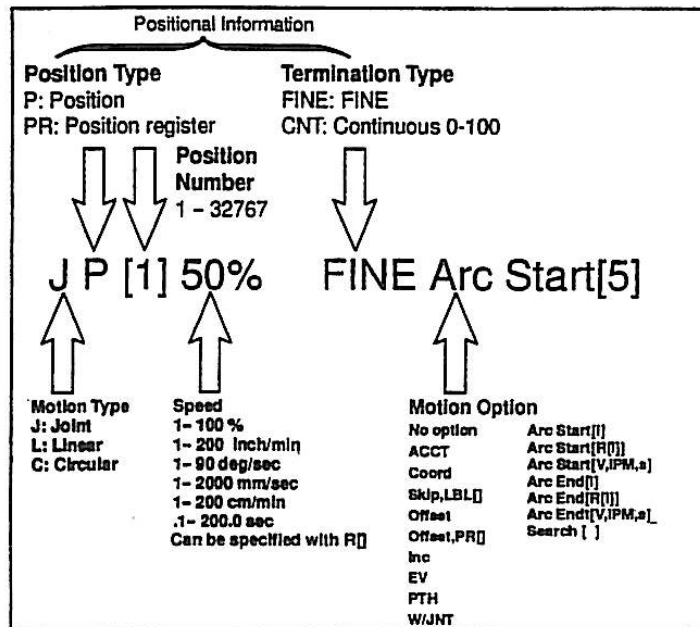 Positional Information
Position Type
P: Position
PR: Position register
Termination Type
FINE: FINE
CNT: Continuous 0-100
Position
Number
1 – 32767
J P [1] 50% FINE Arc Start[5]
Motion Type
J: Joint
L: Linear
C: Circular
Speed
1– 100 %
1– 200 inch/min
1– 90 deg/sec
1– 2000 mm/sec
1– 200 cm/min
.1– 200.0 sec
Can be specified with R[]
Motion Option
No option
ACCT
Coord
Skip,LBL[]
Offset
Offset,PR[]
Inc
EV
PTH
W/JNT
Arc Start[i]
Arc Start[R[i]]
Arc Start[V,IPM,s]
Arc End[i]
Arc End[R[i]]
Arc Endt[V,IPM,s]_
Search [ ]